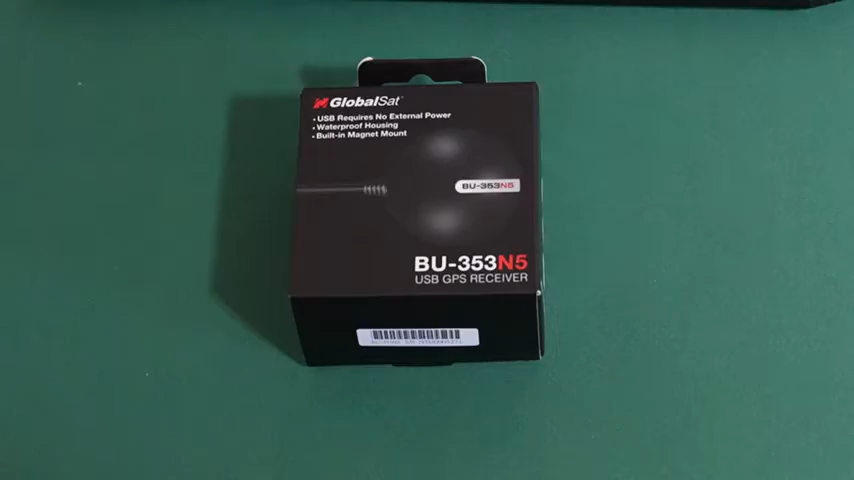 GlobalSat
• USB Requires No External Power
• Waterproof Housing
• Built-in Magnet Mount
BU-353N5
BU-353N5
USB GPS RECEIVER